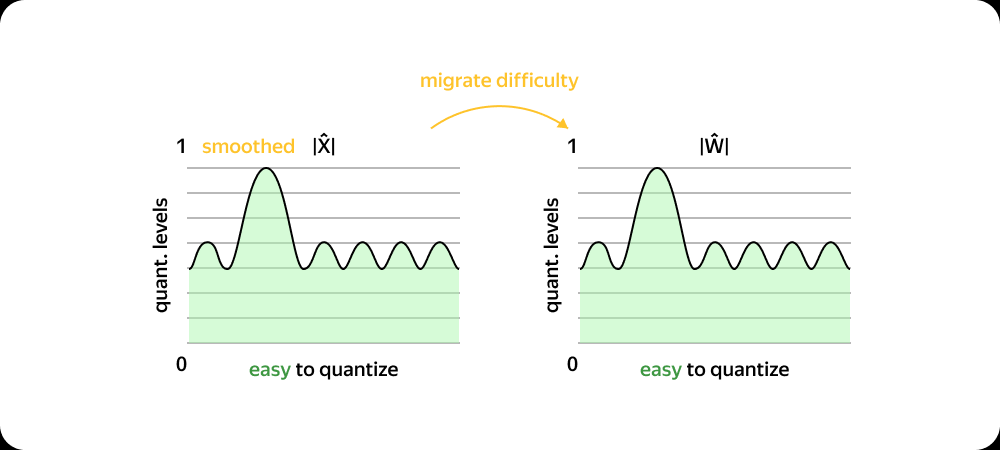 migrate difficulty
1 smoothed |X̂|
quant. levels
0
easy to quantize
1 |Ŵ|
quant. levels
0
easy to quantize